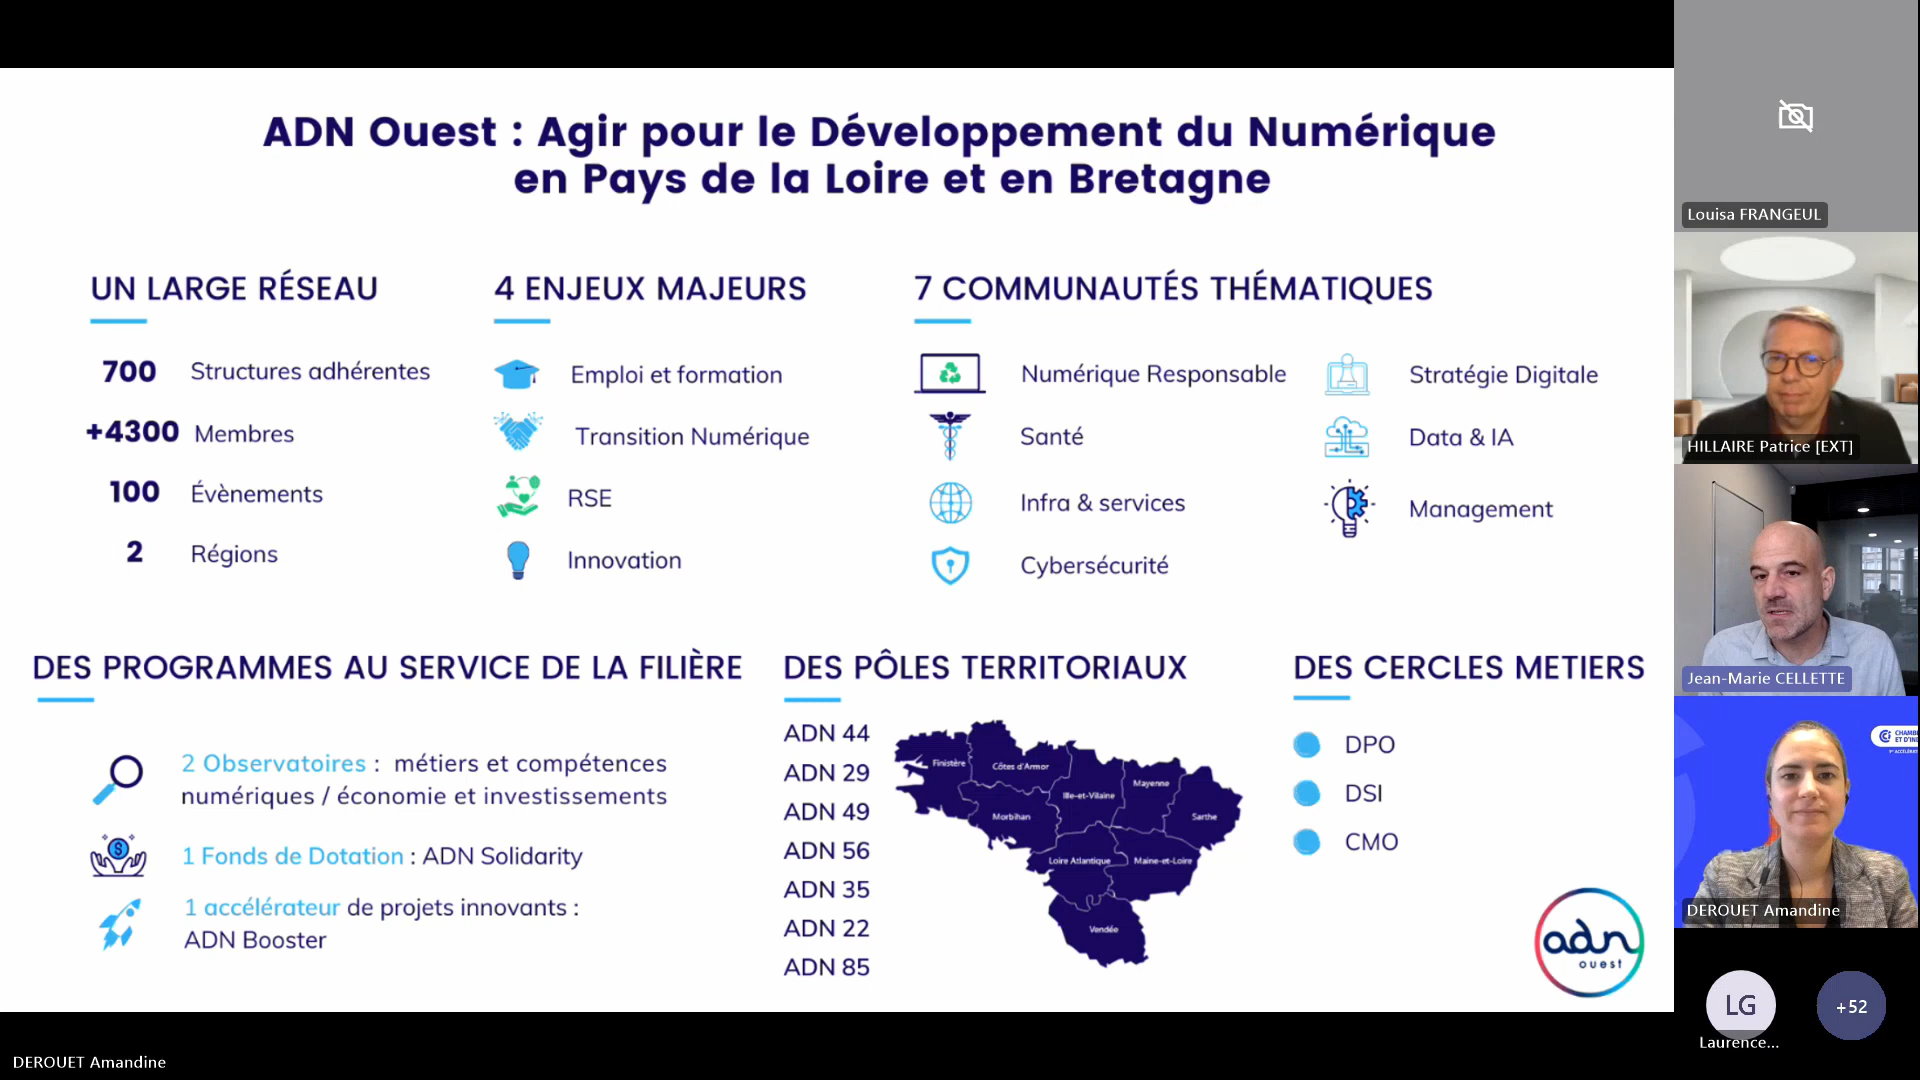 ADN Ouest : Agir pour le Développement du Numérique
en Pays de la Loire et en Bretagne
UN LARGE RÉSEAU
700 Structures adhérentes
+4300 Membres
100 Évènements
2 Régions
4 ENJEUX MAJEURS
Emploi et formation
Transition Numérique
RSE
Innovation
7 COMMUNAUTÉS THÉMATIQUES
Numérique Responsable
Santé
Infra & services
Cybersécurité
Stratégie Digitale
Data & IA
Management
DES PROGRAMMES AU SERVICE DE LA FILIÈRE
2 Observatoires : métiers et compétences
numériques / économie et investissements
1 Fonds de Dotation : ADN Solidarity
1 accélérateur de projets innovants :
ADN Booster
DES PÔLES TERRITORIAUX
ADN 44
ADN 29
ADN 49
ADN 56
ADN 35
ADN 22
ADN 85
Finistère
Côtes d'Armor
Ille-et-Vilaine
Mayenne
Morbihan
Sarthe
Loire Atlantique
Maine-et-Loire
Vendée
DES CERCLES METIERS
DPO
DSI
CMO
adn
ouest
Louisa FRANGEUL
HILLAIRE Patrice [EXT]
Jean-Marie CELLETTE
CHAMB
ET D'IN
DEROUET Amandine
LG
+52
Laurence...
DEROUET Amandine